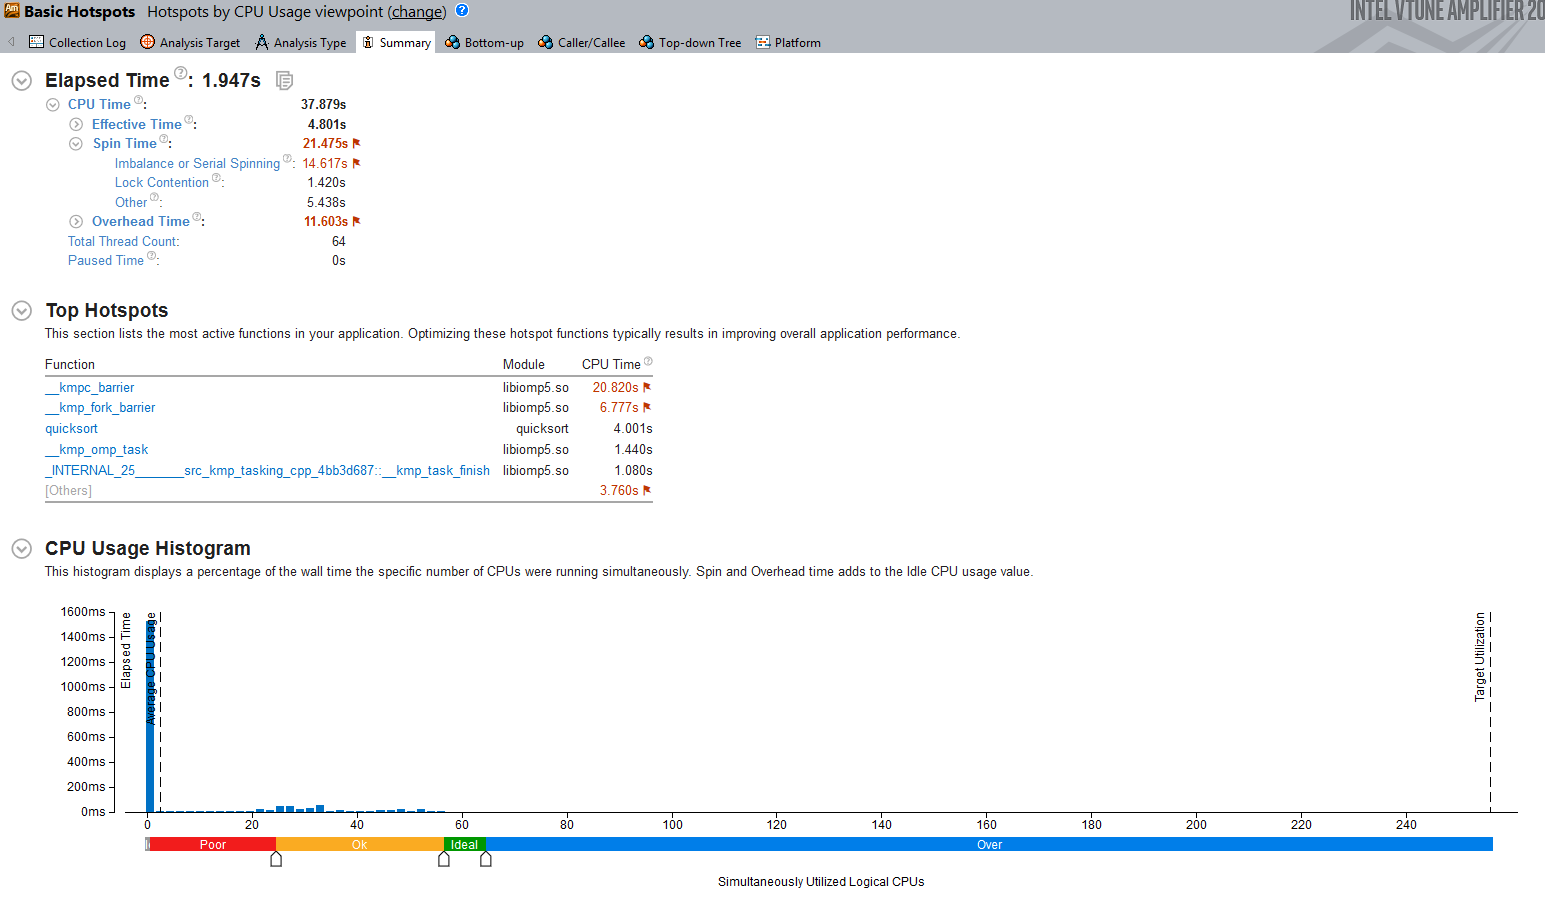 Basic Hotspots Hotspots by CPU Usage viewpoint (change) ?
INTEL VTUNE AMPLIFIER 20
Collection Log Analysis Target Analysis Type Summary Bottom-up Caller/Callee Top-down Tree Platform
Elapsed Time ?: 1.947s
CPU Time ?: 37.879s
Effective Time ?: 4.801s
Spin Time ?: 21.475s
Imbalance or Serial Spinning ?: 14.617s
Lock Contention ?: 1.420s
Other ?: 5.438s
Overhead Time ?: 11.603s
Total Thread Count: 64
Paused Time ?: 0s
Top Hotspots
This section lists the most active functions in your application. Optimizing these hotspot functions typically results in improving overall application performance.
Function Module CPU Time ?
__kmpc_barrier libiomp5.so 20.820s
__kmp_fork_barrier libiomp5.so 6.777s
quicksort quicksort 4.001s
__kmp_omp_task libiomp5.so 1.440s
_INTERNAL_25_______src_kmp_tasking_cpp_4bb3d687::__kmp_task_finish libiomp5.so 1.080s
[Others] 3.760s
CPU Usage Histogram
This histogram displays a percentage of the wall time the specific number of CPUs were running simultaneously. Spin and Overhead time adds to the Idle CPU usage value.
1600ms
1400ms
1200ms
1000ms
800ms
600ms
400ms
200ms
0ms
Elapsed Time
Average CPU Usage
Target Utilization
0 20 40 60 80 100 120 140 160 180 200 220 240
Poor Ok Ideal Over
Simultaneously Utilized Logical CPUs